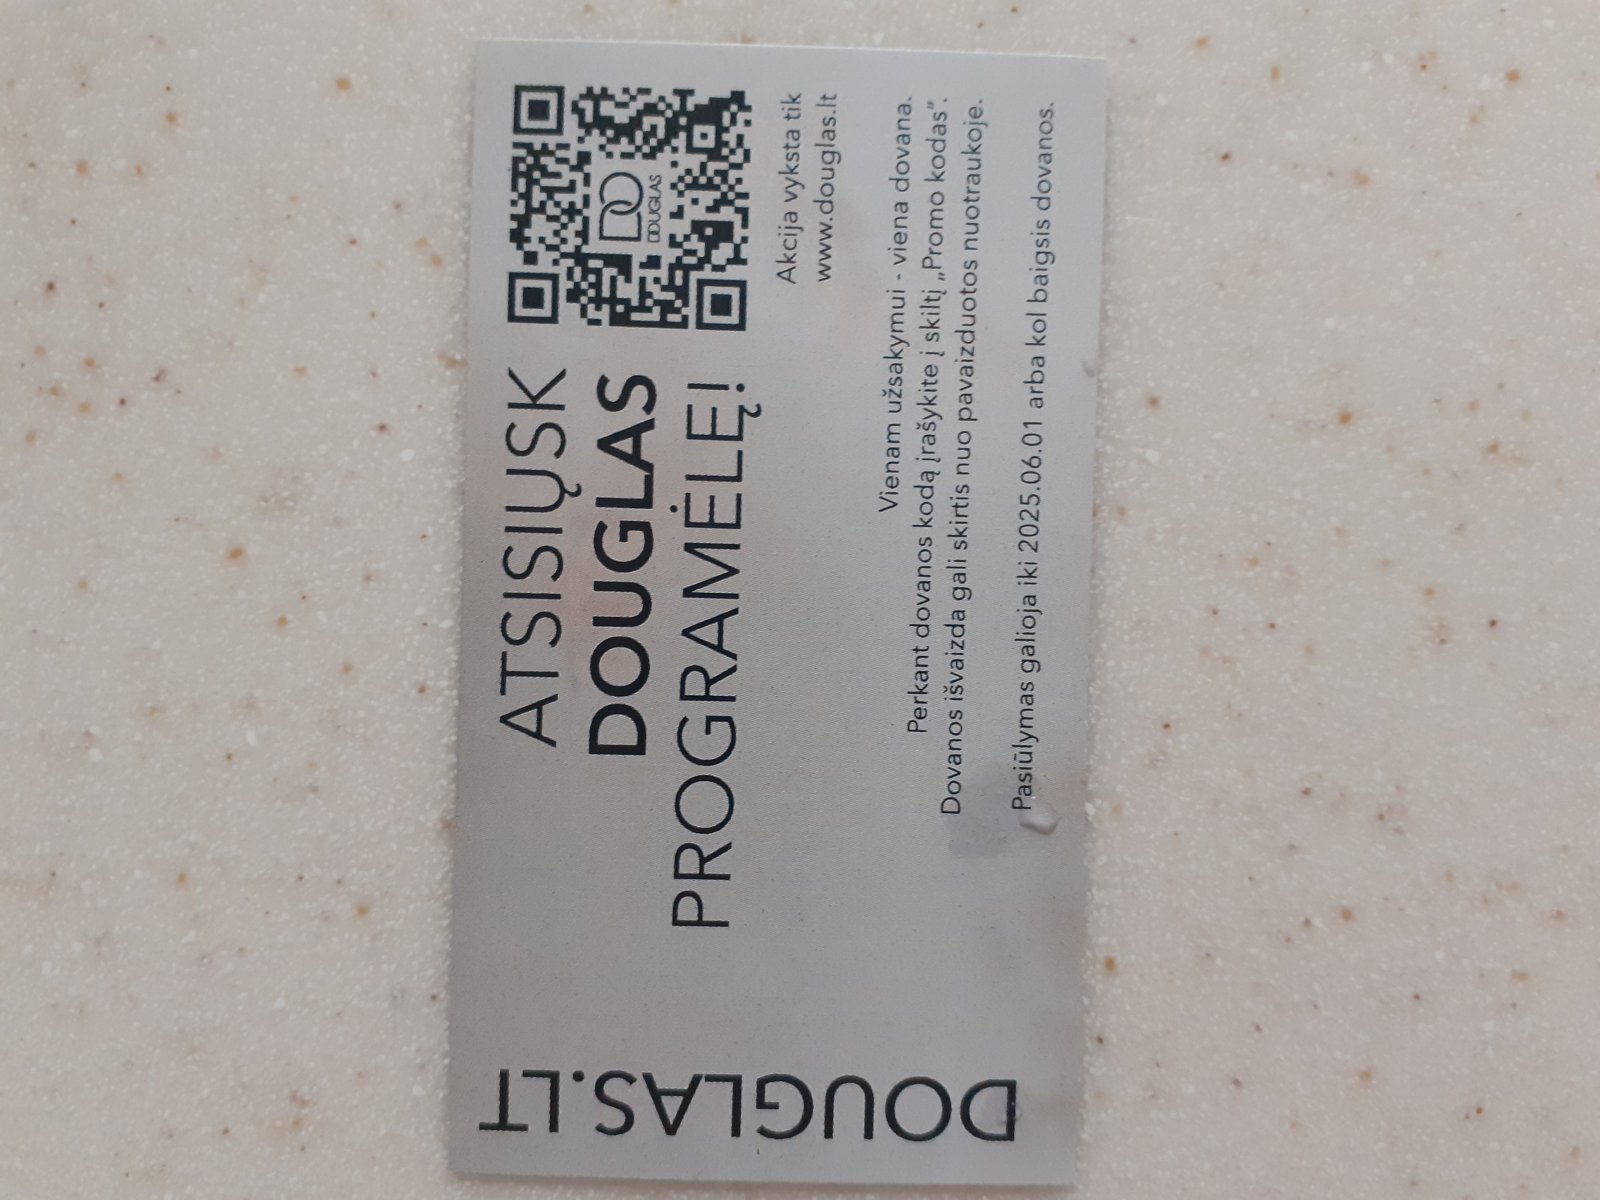 ATSISIŲSK
DOUGLAS
PROGRAMĖLĘ!
DOUGLAS
Akcija vyksta tik
www.douglas.lt
Vienam užsakymui - viena dovana.
Perkant dovanos kodą įrašykite į skiltį „Promo kodas”.
Dovanos išvaizda gali skirtis nuo pavaizduotos nuotraukoje.
Pasiūlymas galioja iki 2025.06.01 arba kol baigsis dovanos.
DOUGLAS.LT